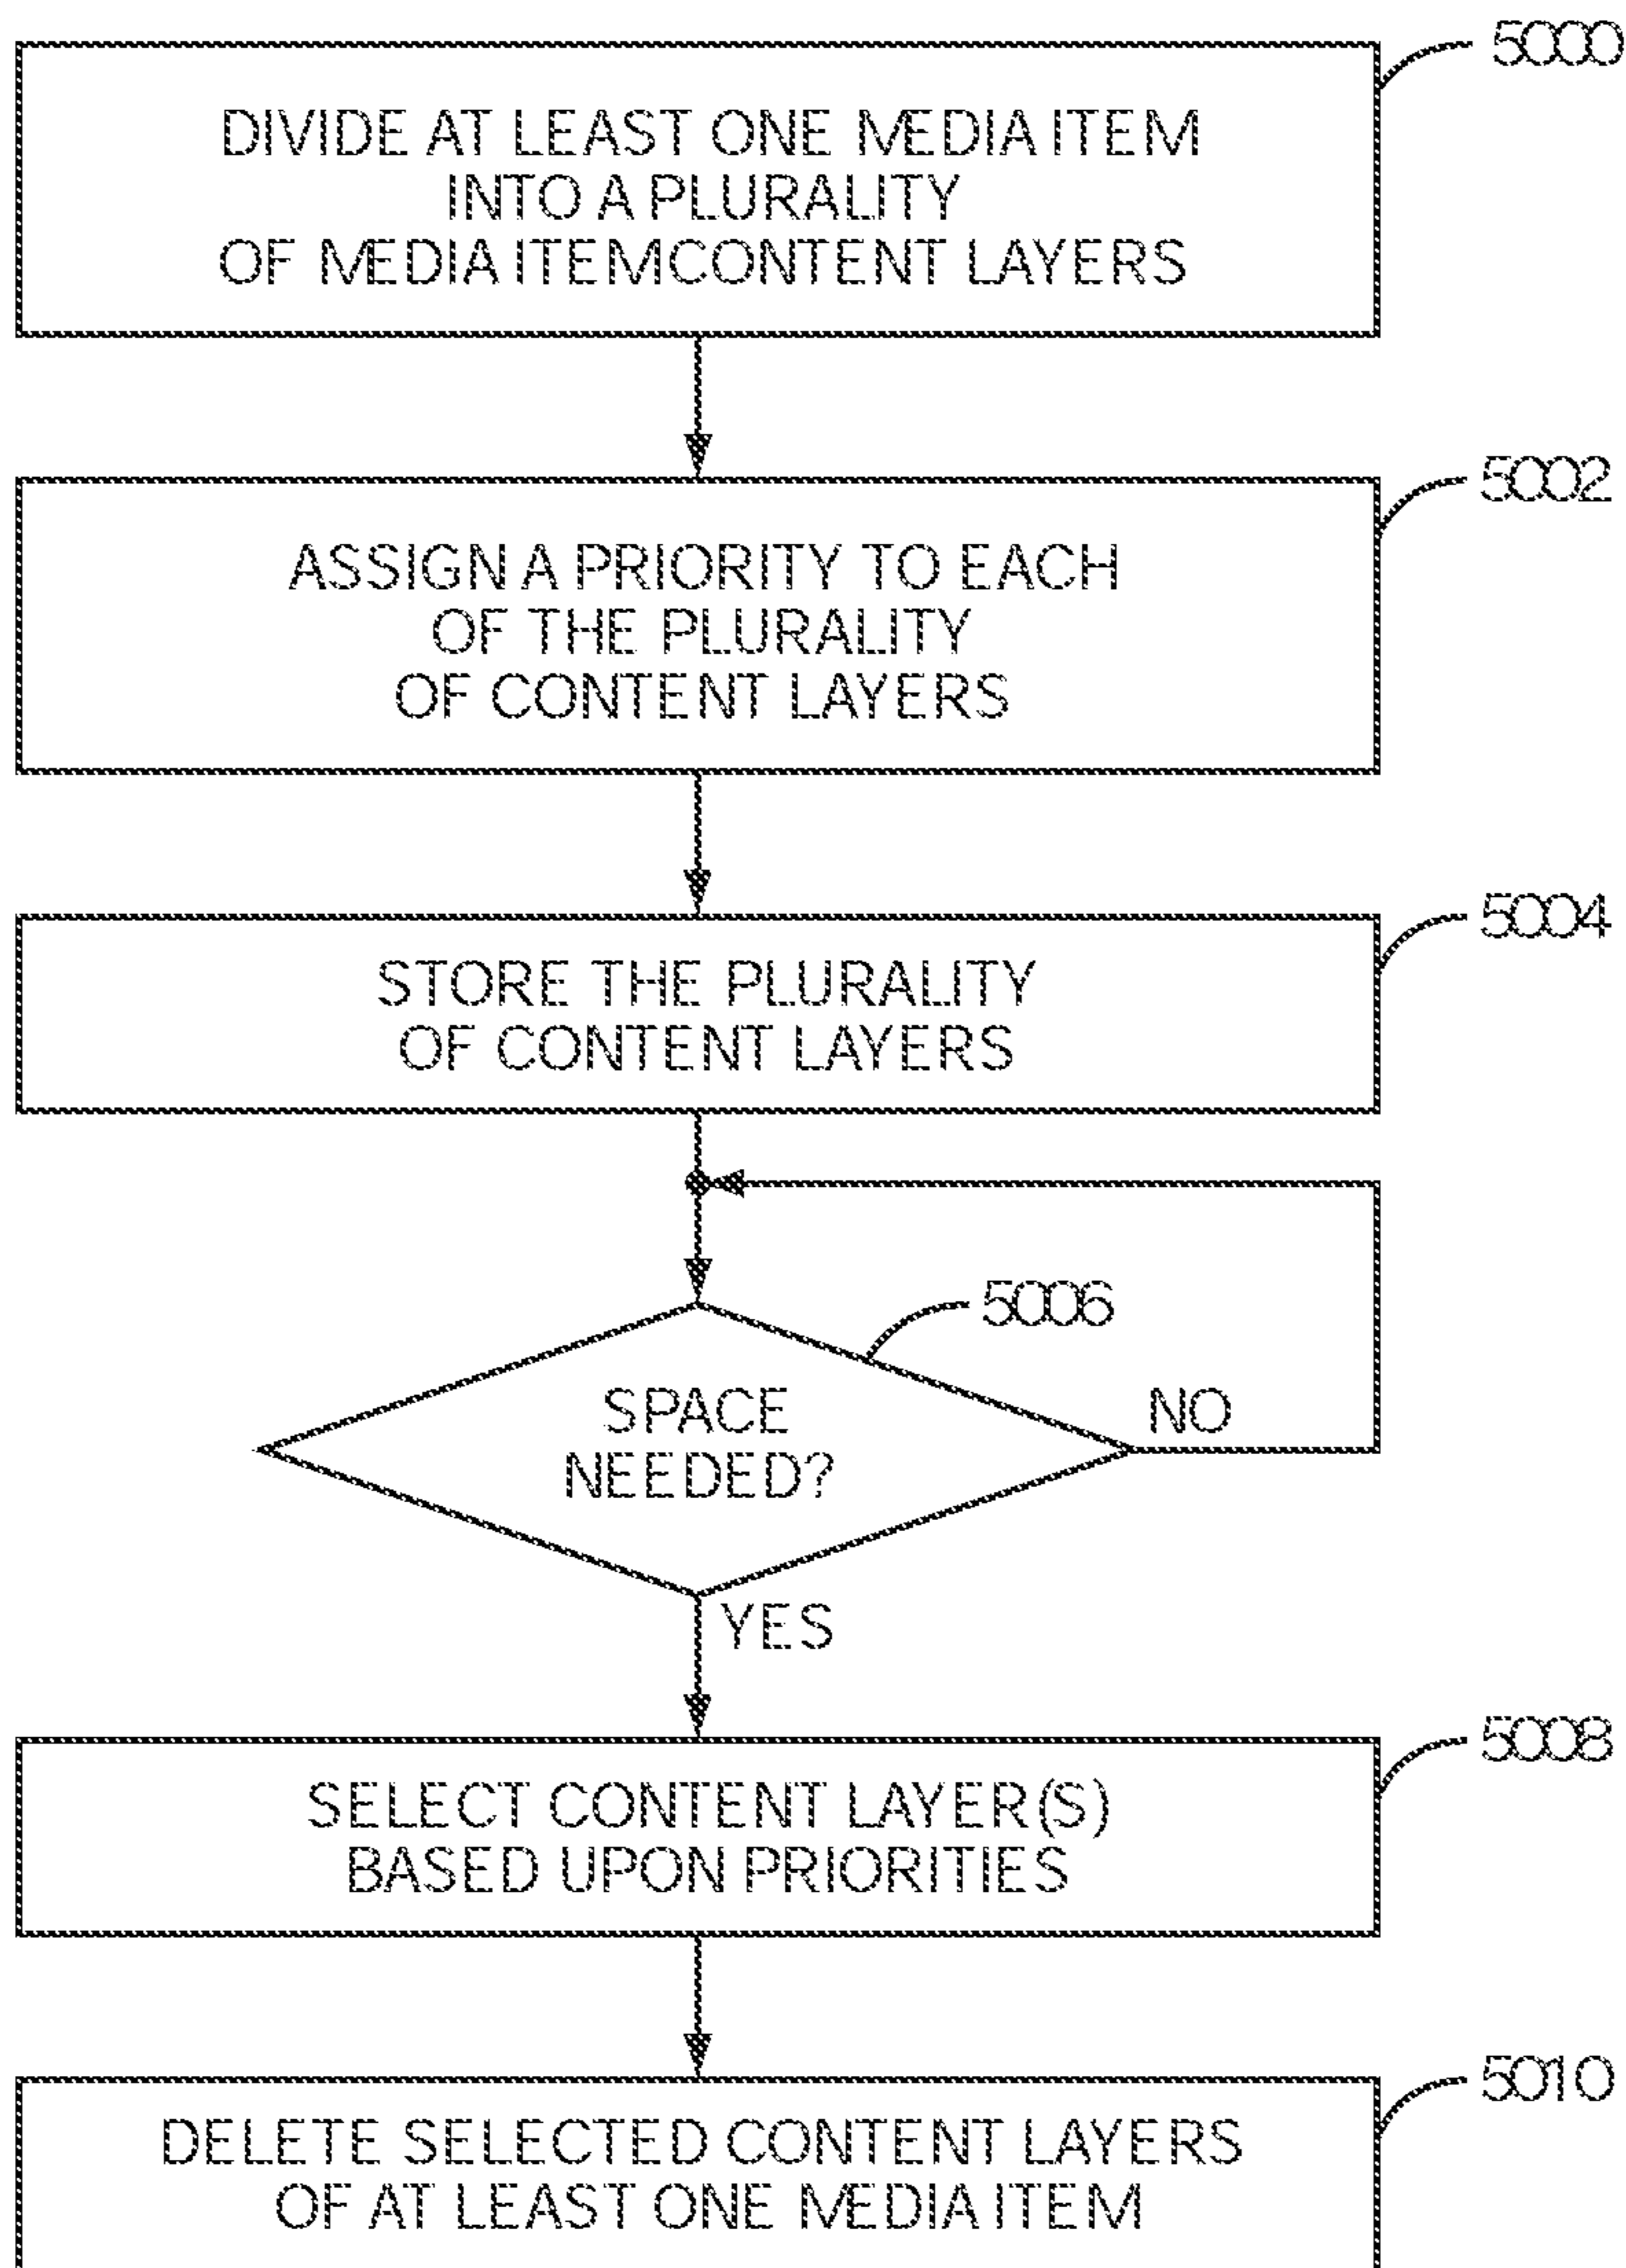 5000
DIVIDE AT LEAST ONE MEDIA ITEM
INTO A PLURALITY
OF MEDIA ITEMCONTENT LAYERS
5002
ASSIGN A PRIORITY TO EACH
OF THE PLURALITY
OF CONTENT LAYERS
5004
STORE THE PLURALITY
OF CONTENT LAYERS
5006
SPACE
NEEDED?
NO
YES
5008
SELECT CONTENT LAYER(S)
BASED UPON PRIORITIES
5010
DELETE SELECTED CONTENT LAYERS
OF AT LEAST ONE MEDIA ITEM